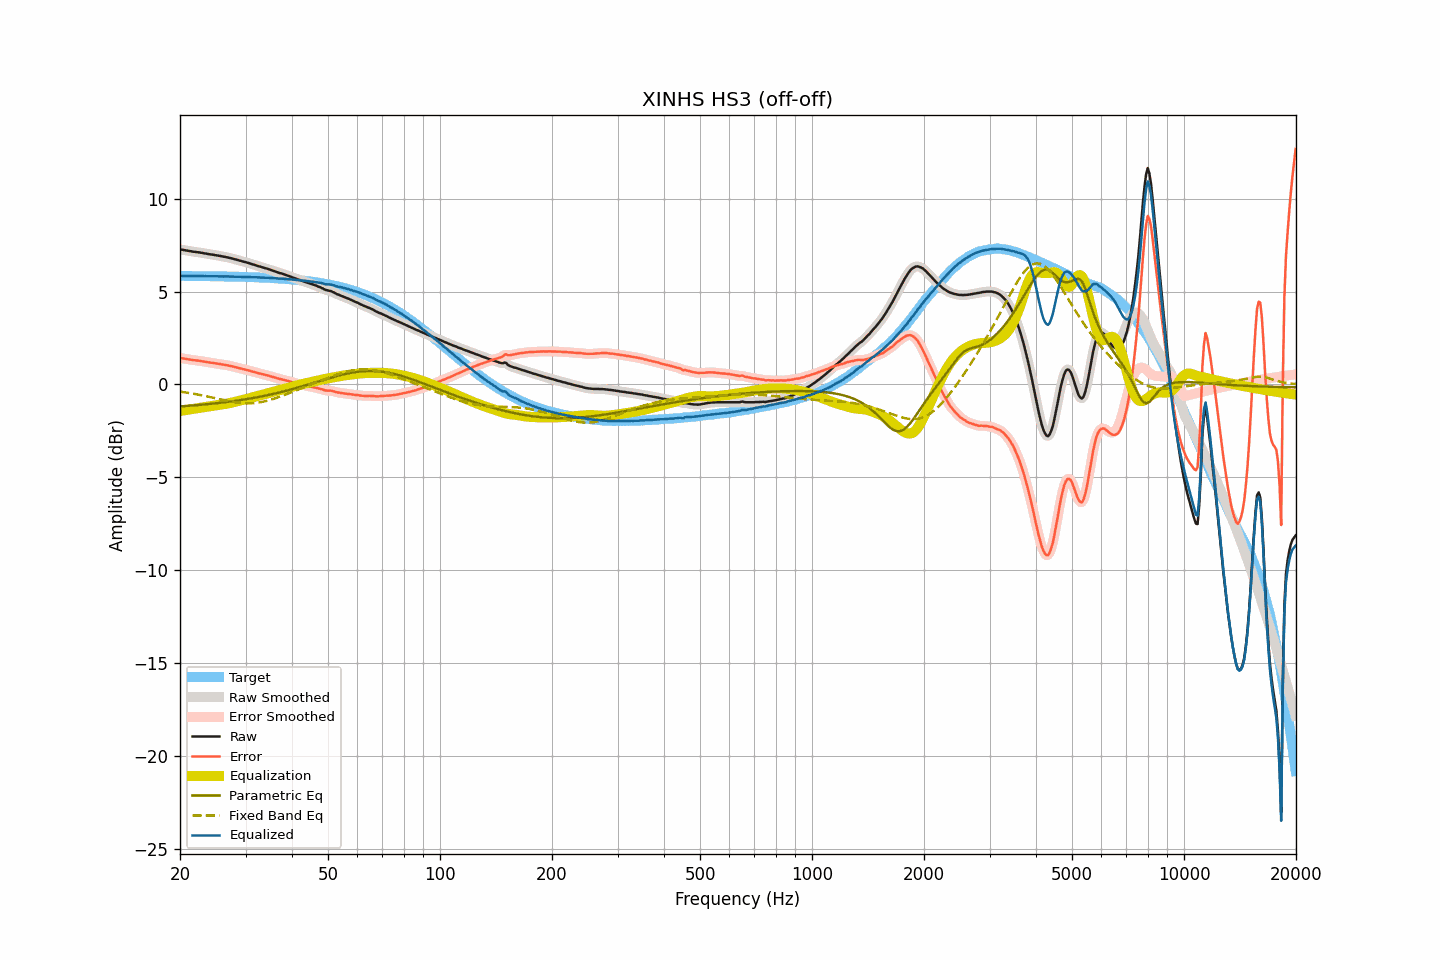 XINHS HS3 (off-off)
Amplitude (dBr)
10
5
0
−5
−10
−15
−20
−25
Target
Raw Smoothed
Error Smoothed
Raw
Error
Equalization
Parametric Eq
Fixed Band Eq
Equalized
20 50 100 200 500 1000 2000 5000 10000 20000
Frequency (Hz)